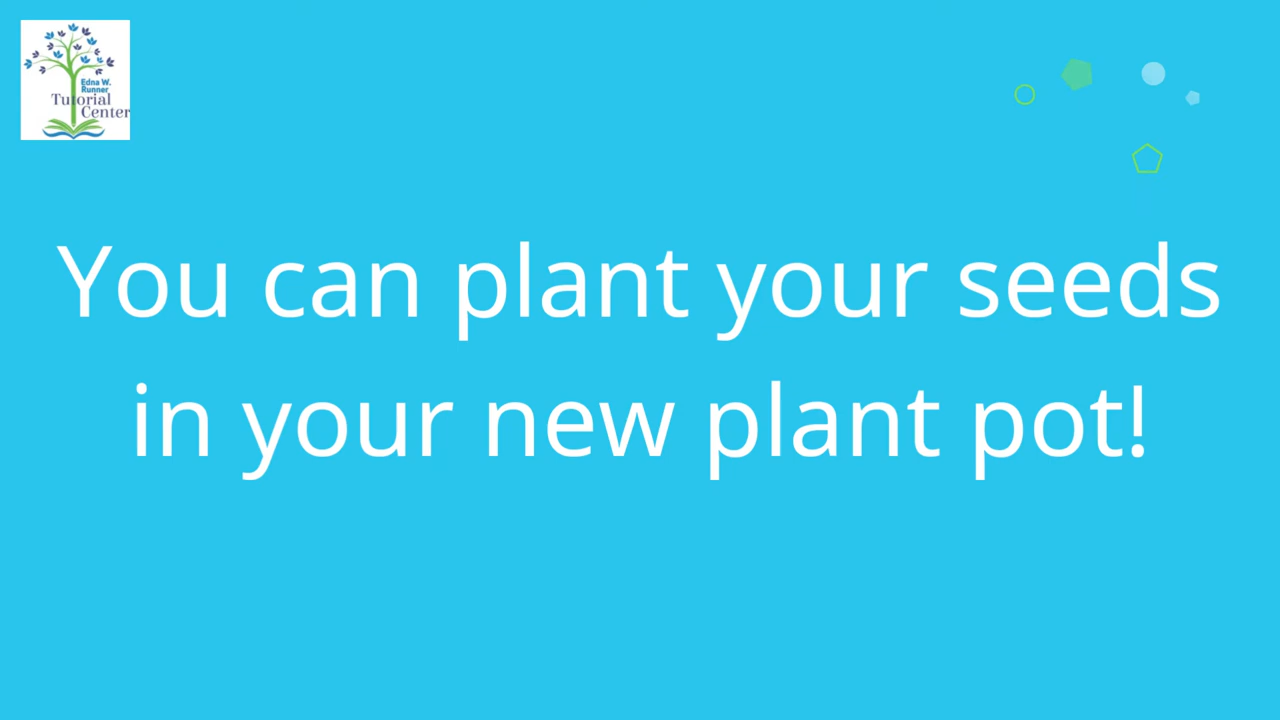 Edna W.
Runner
Tutorial
Center
You can plant your seeds
in your new plant pot!